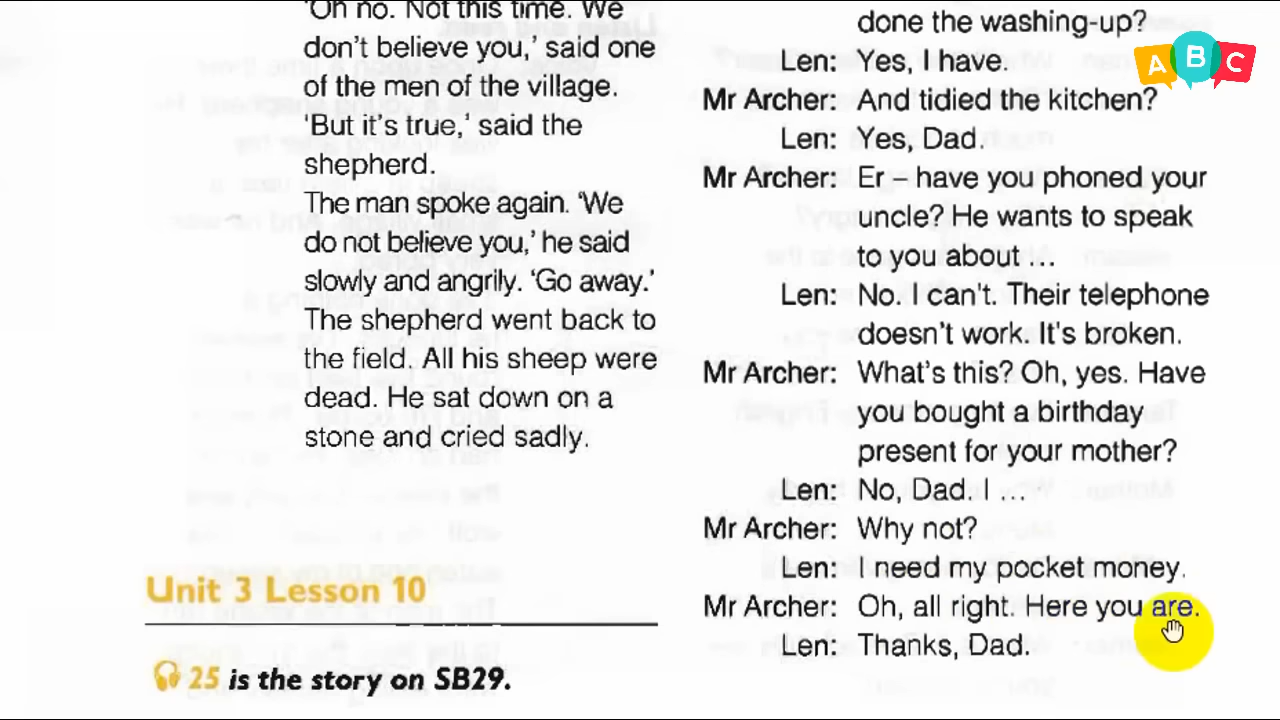 'Oh no. Not this time. We
don't believe you,' said one
of the men of the village.
'But it's true,' said the
shepherd.
The man spoke again. 'We
do not believe you,' he said
slowly and angrily. 'Go away.'
The shepherd went back to
the field. All his sheep were
dead. He sat down on a
stone and cried sadly.
Unit 3 Lesson 10
25 is the story on SB29.
done the washing-up?
Len: Yes, I have.
Mr Archer: And tidied the kitchen?
Len: Yes, Dad.
Mr Archer: Er – have you phoned your
uncle? He wants to speak
to you about ...
Len: No. I can't. Their telephone
doesn't work. It's broken.
Mr Archer: What's this? Oh, yes. Have
you bought a birthday
present for your mother?
Len: No, Dad. I ...
Mr Archer: Why not?
Len: I need my pocket money.
Mr Archer: Oh, all right. Here you are.
Len: Thanks, Dad.
ABC